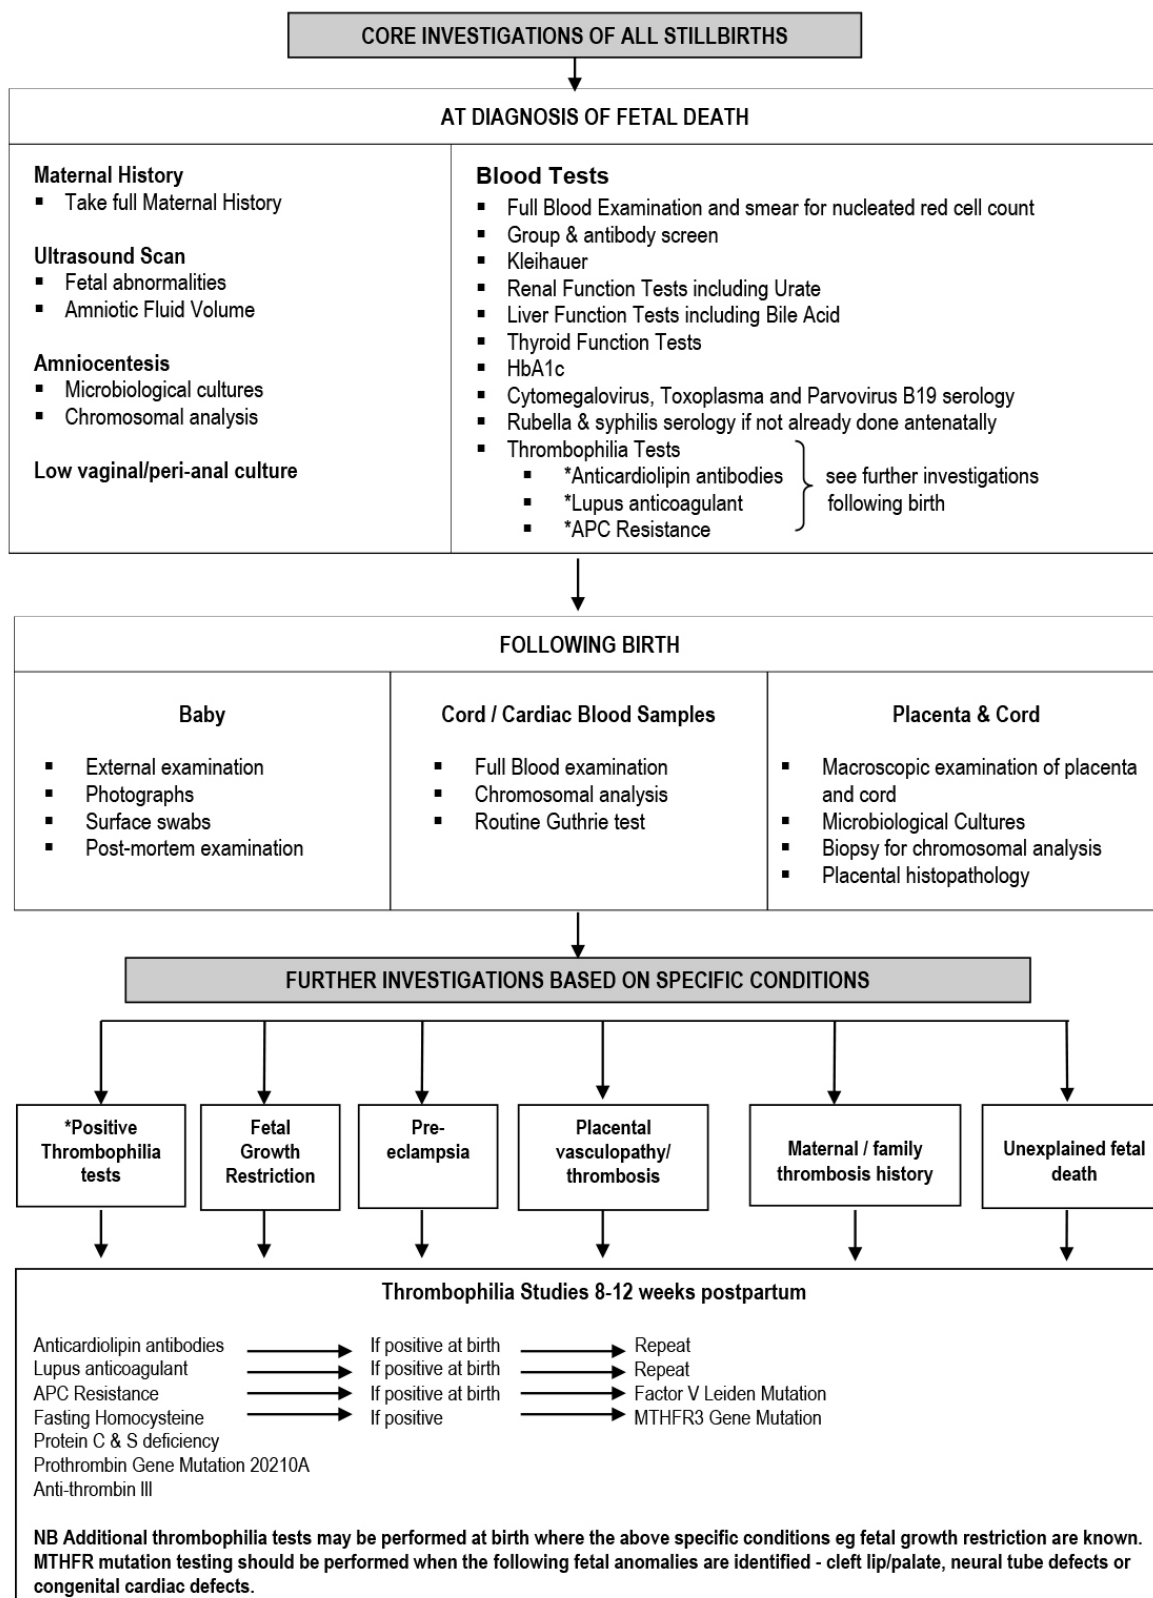 CORE INVESTIGATIONS OF ALL STILLBIRTHS
AT DIAGNOSIS OF FETAL DEATH
Maternal History
▪ Take full Maternal History
Ultrasound Scan
▪ Fetal abnormalities
▪ Amniotic Fluid Volume
Amniocentesis
▪ Microbiological cultures
▪ Chromosomal analysis
Low vaginal/peri-anal culture
Blood Tests
▪ Full Blood Examination and smear for nucleated red cell count
▪ Group & antibody screen
▪ Kleihauer
▪ Renal Function Tests including Urate
▪ Liver Function Tests including Bile Acid
▪ Thyroid Function Tests
▪ HbA1c
▪ Cytomegalovirus, Toxoplasma and Parvovirus B19 serology
▪ Rubella & syphilis serology if not already done antenatally
▪ Thrombophilia Tests
▪ *Anticardiolipin antibodies
▪ *Lupus anticoagulant
▪ *APC Resistance
see further investigations
following birth
FOLLOWING BIRTH
Baby
▪ External examination
▪ Photographs
▪ Surface swabs
▪ Post-mortem examination
Cord / Cardiac Blood Samples
▪ Full Blood examination
▪ Chromosomal analysis
▪ Routine Guthrie test
Placenta & Cord
▪ Macroscopic examination of placenta
and cord
▪ Microbiological Cultures
▪ Biopsy for chromosomal analysis
▪ Placental histopathology
FURTHER INVESTIGATIONS BASED ON SPECIFIC CONDITIONS
*Positive
Thrombophilia
tests
Fetal
Growth
Restriction
Pre-
eclampsia
Placental
vasculopathy/
thrombosis
Maternal / family
thrombosis history
Unexplained fetal
death
Thrombophilia Studies 8-12 weeks postpartum
Anticardiolipin antibodies If positive at birth Repeat
Lupus anticoagulant If positive at birth Repeat
APC Resistance If positive at birth Factor V Leiden Mutation
Fasting Homocysteine If positive MTHFR3 Gene Mutation
Protein C & S deficiency
Prothrombin Gene Mutation 20210A
Anti-thrombin III
NB Additional thrombophilia tests may be performed at birth where the above specific conditions eg fetal growth restriction are known.
MTHFR mutation testing should be performed when the following fetal anomalies are identified - cleft lip/palate, neural tube defects or
congenital cardiac defects.